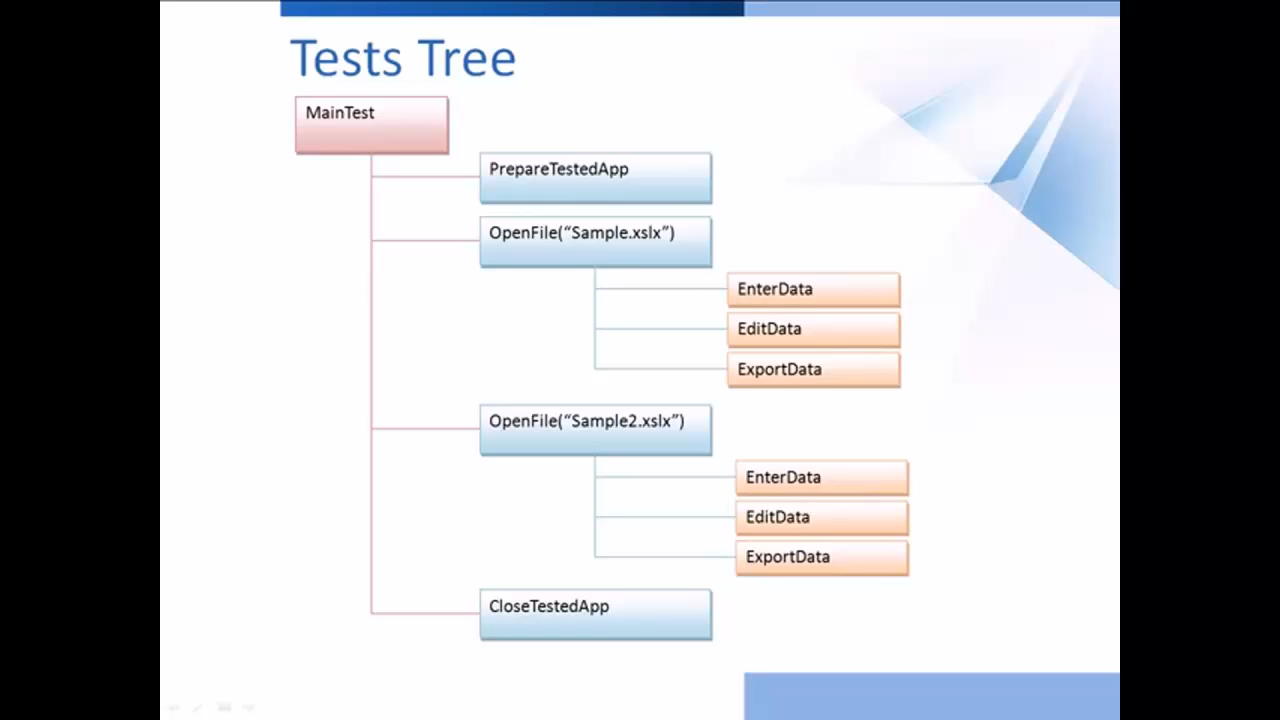 Tests Tree
MainTest
PrepareTestedApp
OpenFile(“Sample.xslx”)
EnterData
EditData
ExportData
OpenFile(“Sample2.xslx”)
EnterData
EditData
ExportData
CloseTestedApp